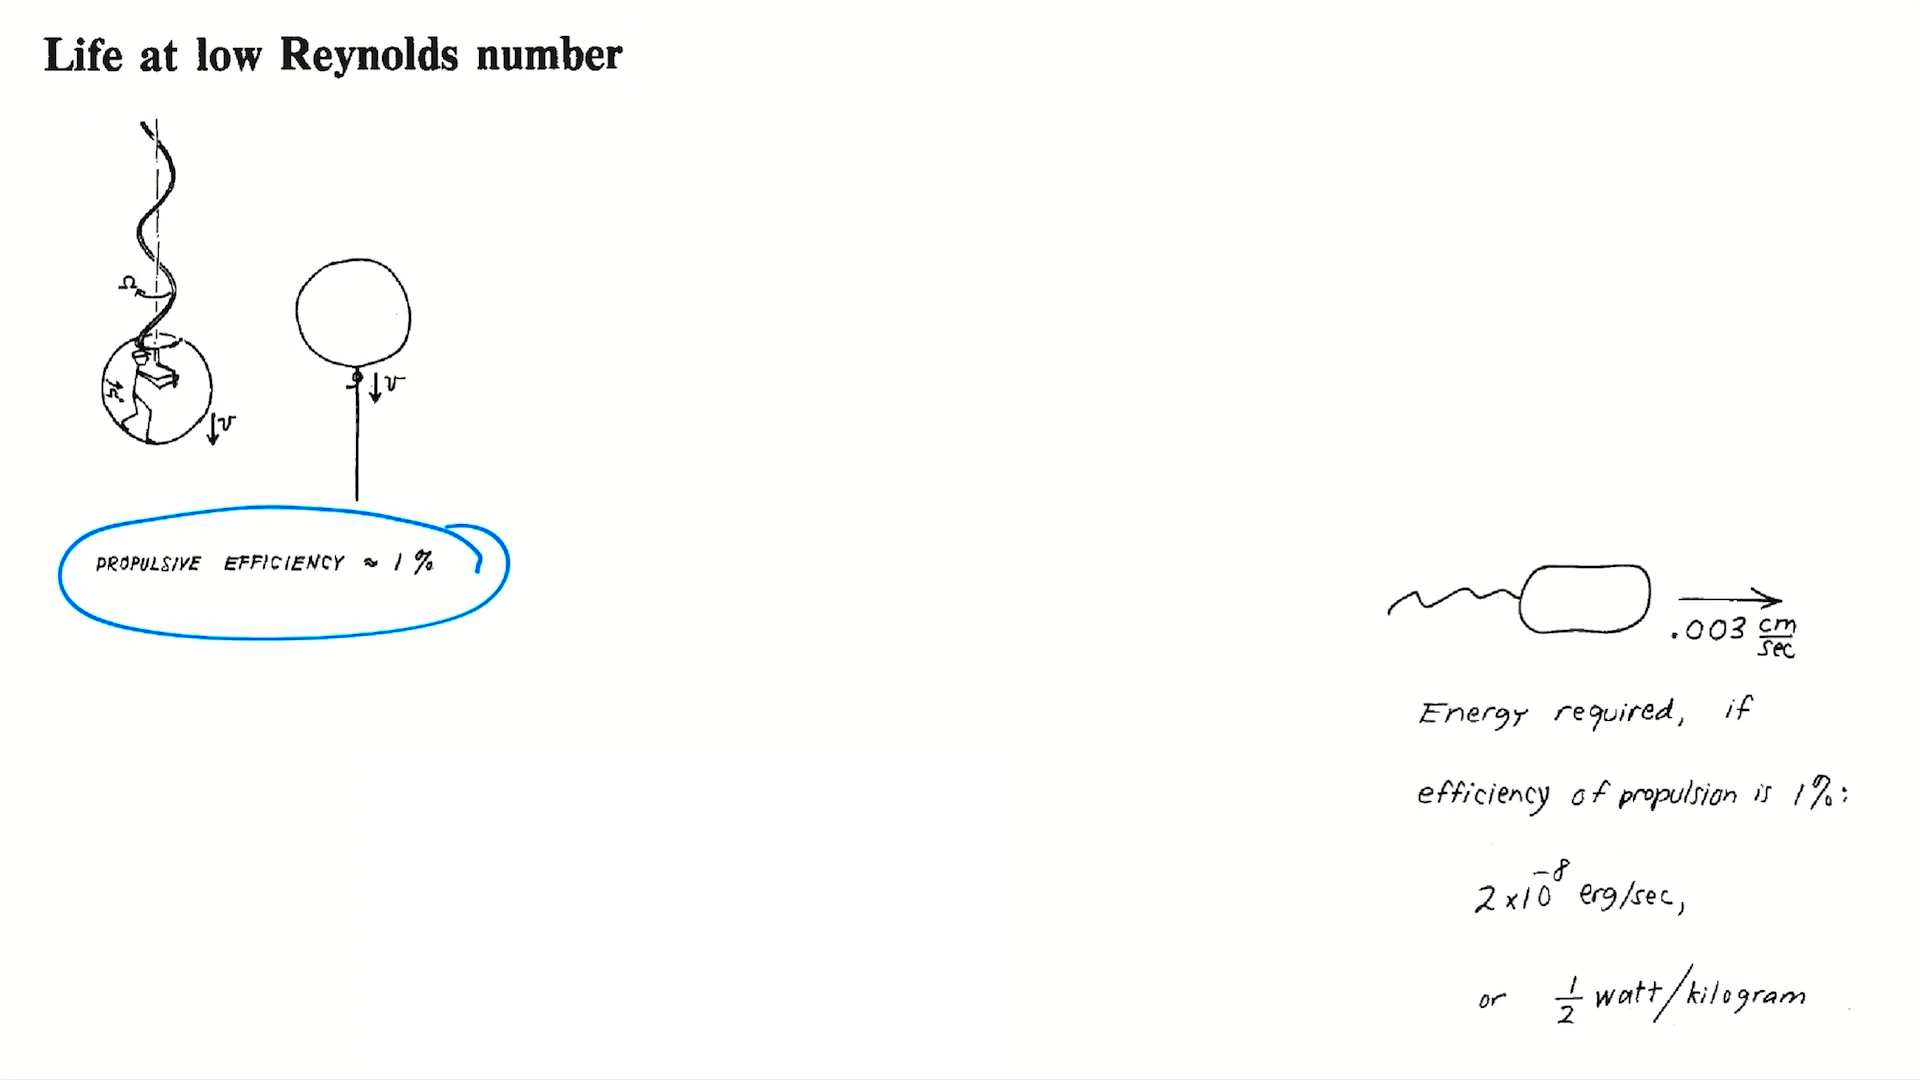 Life at low Reynolds number
Ω
v
v
PROPULSIVE EFFICIENCY ≈ 1 %
.003 cm/sec
Energy required, if
efficiency of propulsion is 1%:
2 x 10⁻⁸ erg/sec,
or 1/2 watt/kilogram